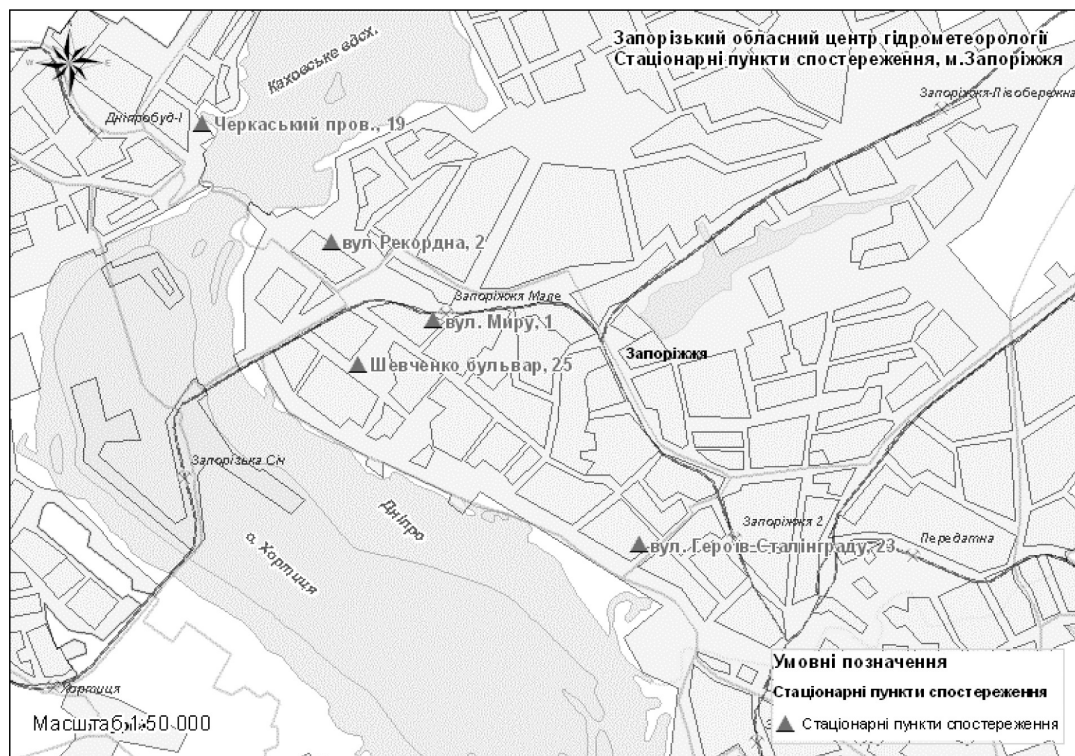 Запорізький обласний центр гідрометеорології
Стаціонарні пункти спостереження, м.Запоріжжя
W E
Каховське вдсх.
Запоріжжя-Лівобережна
Дніпробуд-І
Черкаський пров., 19
вул. Рекордна, 2
Запоріжжя Мале
вул. Миру, 1
Запоріжжя
Шевченко бульвар, 25
Запорізька Січ
Дніпро
о. Хортиця
Запоріжжя 2
Передатна
вул. Героїв Сталінграду, 23
Хортиця
Масштаб 1:50 000
Умовні позначення
Стаціонарні пункти спостереження
Стаціонарні пункти спостереження